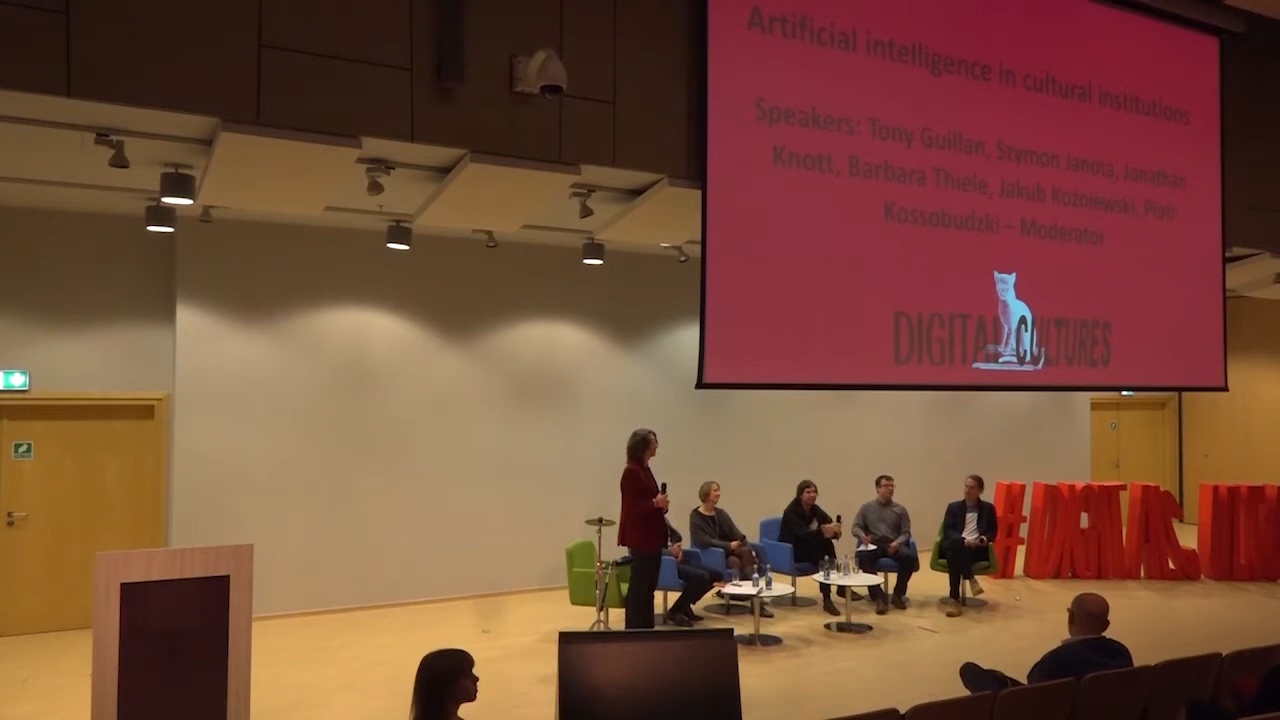 Artificial intelligence in cultural institutions
Speakers: Tony Guillan, Szymon Janota, Jonathan
Knott, Barbara Thiele, Jakub Koźniewski, Piotr
Kossobudzki – Moderator
DIGITAL CULTURES
#DIGITALCULTU